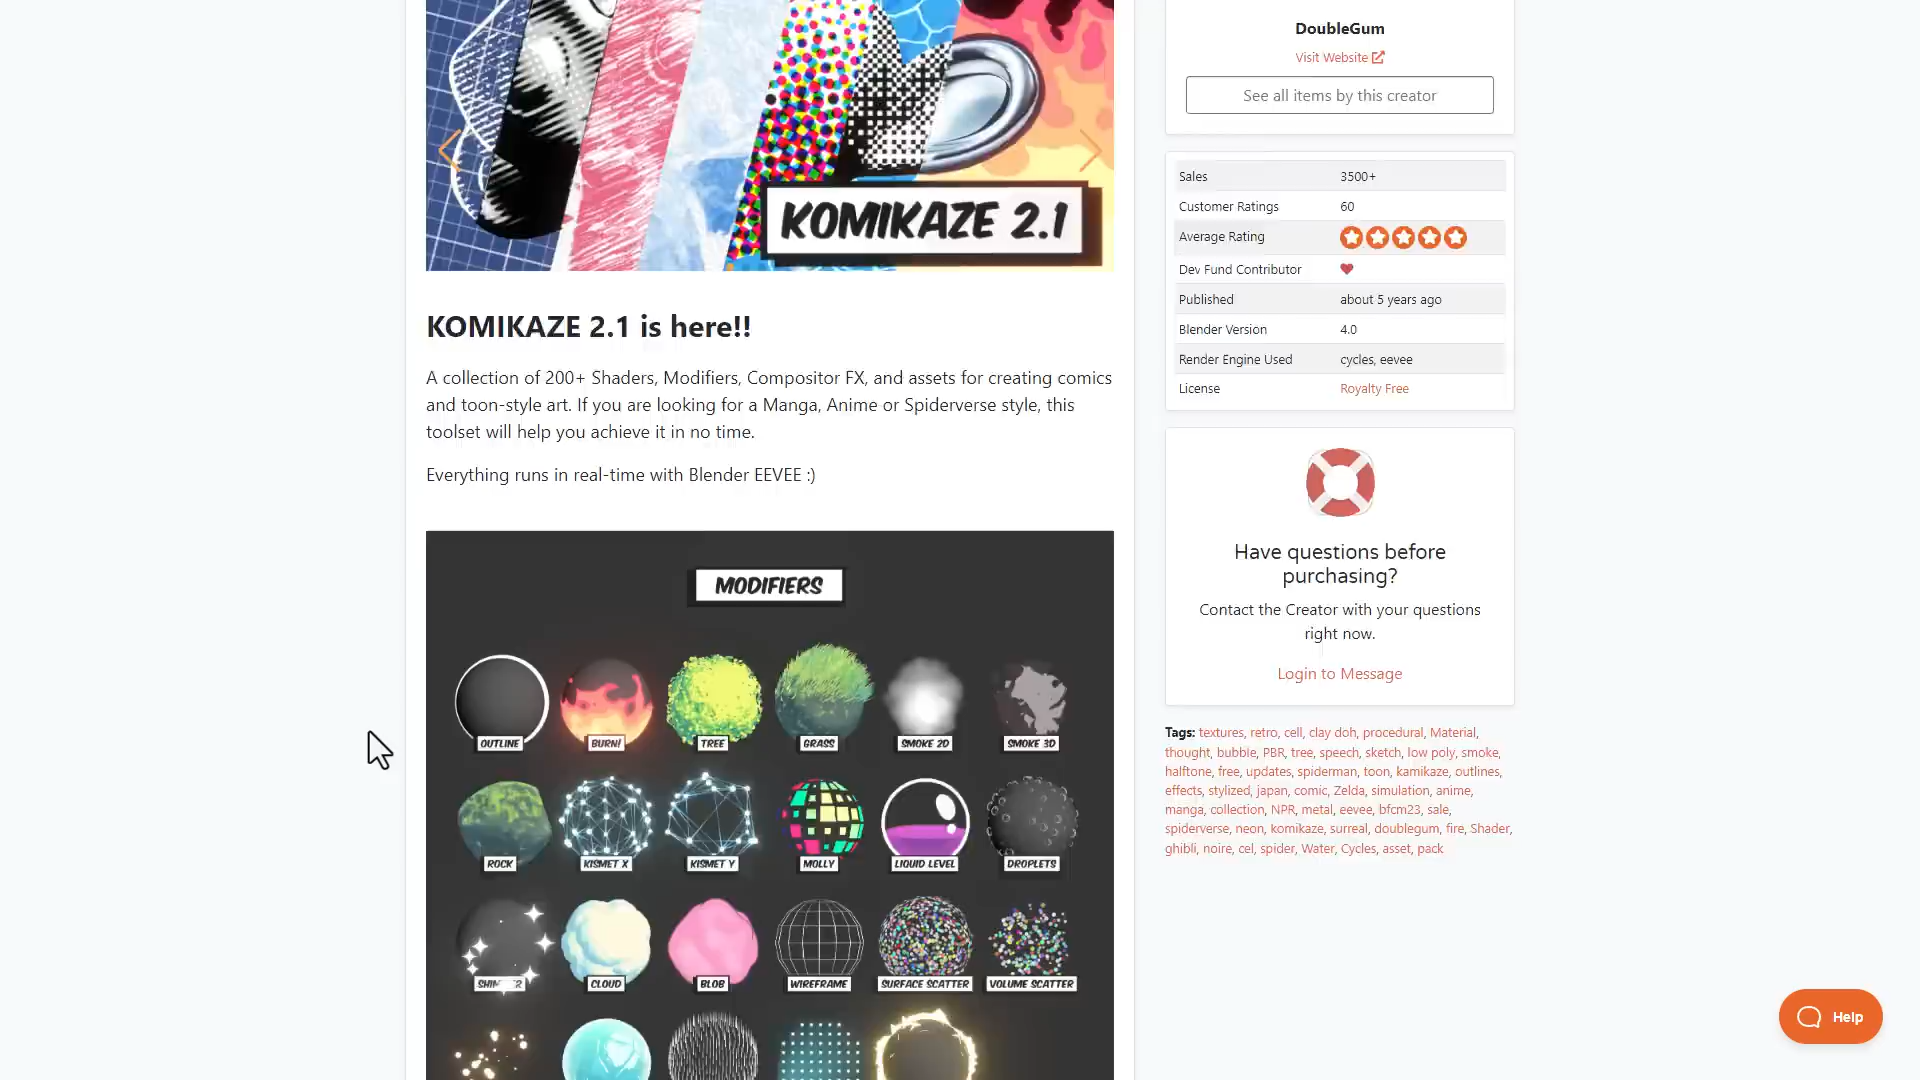 KOMIKAZE 2.1
KOMIKAZE 2.1 is here!!
A collection of 200+ Shaders, Modifiers, Compositor FX, and assets for creating comics
and toon-style art. If you are looking for a Manga, Anime or Spiderverse style, this
toolset will help you achieve it in no time.
Everything runs in real-time with Blender EEVEE :)
MODIFIERS
OUTLINE
BURN!
TREE
GRASS
SMOKE 2D
SMOKE 3D
ROCK
KISMET X
KISMET Y
MOLLY
LIQUID LEVEL
DROPLETS
CLOUD
BLOB
WIREFRAME
SURFACE SCATTER
VOLUME SCATTER
DoubleGum
Visit Website
See all items by this creator
Sales 3500+
Customer Ratings 60
Average Rating
Dev Fund Contributor
Published about 5 years ago
Blender Version 4.0
Render Engine Used cycles, eevee
License Royalty Free
Have questions before
purchasing?
Contact the Creator with your questions
right now.
Login to Message
Tags: textures, retro, cell, clay doh, procedural, Material,
thought, bubbie, PBR, tree, speech, sketch, low poly, smoke,
halftone, free, updates, spiderman, toon, kamikaze, outlines,
effects, stylized, japan, comic, Zelda, simulation, anime,
manga, collection, NPR, metal, eevee, bfcm23, sale,
spiderverse, neon, komikaze, surreal, doublegum, fire, Shader,
ghibli, noire, cel, spider, Water, Cycles, asset, pack
Help